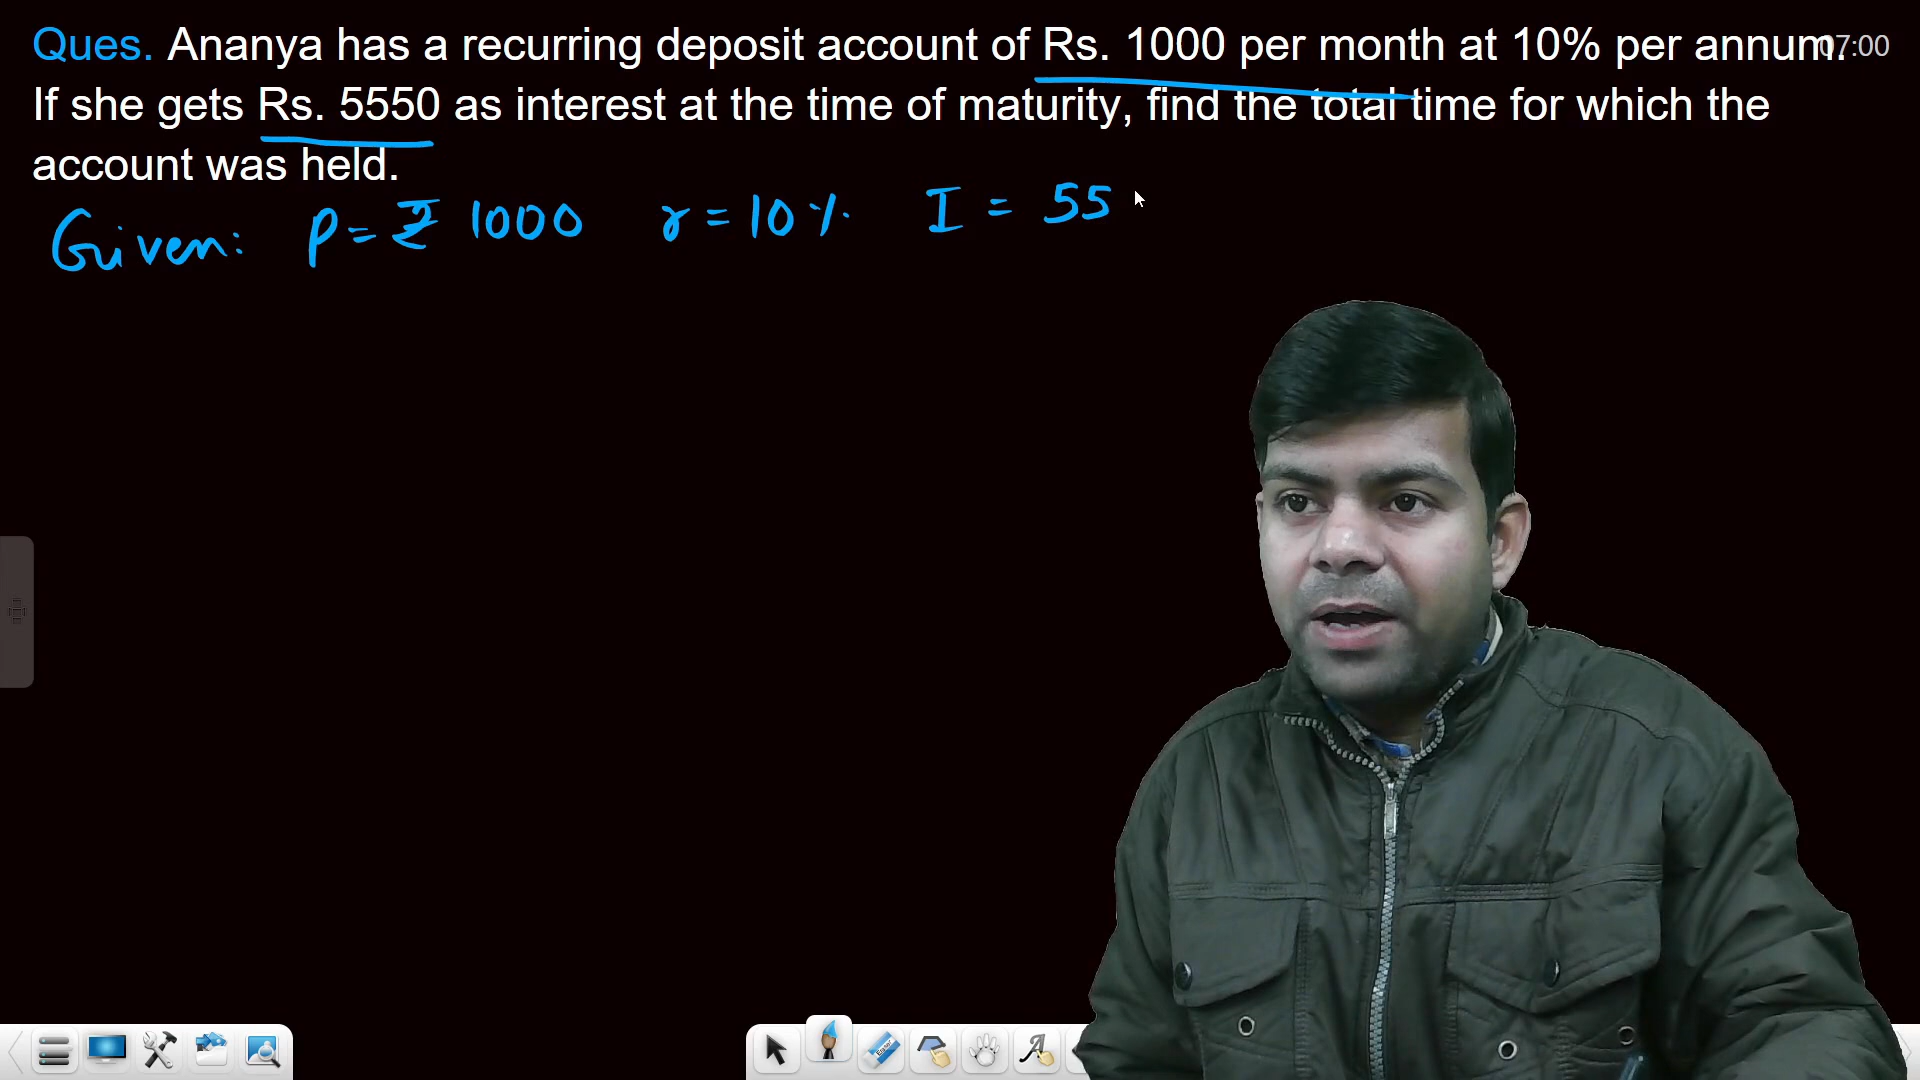 Ques. Ananya has a recurring deposit account of Rs. 1000 per month at 10% per annum. 07:00
If she gets Rs. 5550 as interest at the time of maturity, find the total time for which the
account was held.
Given: P = ₹ 1000 r = 10% I = 55